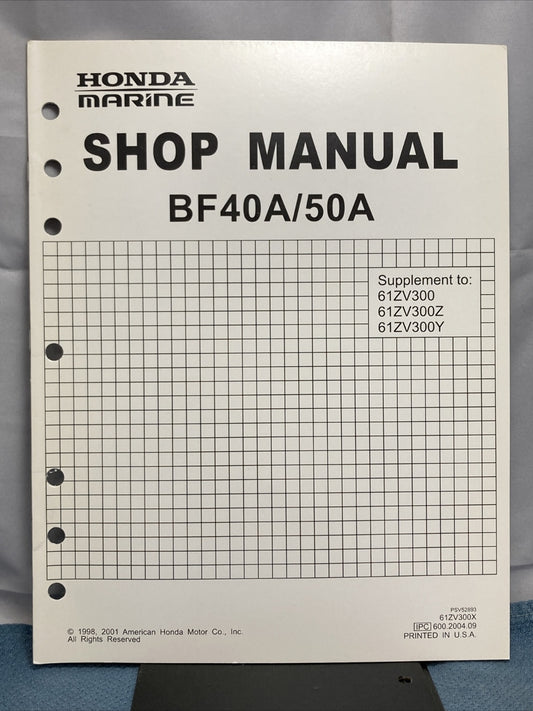 HONDA
MARINE
SHOP MANUAL
BF40A/50A
Supplement to:
61ZV300
61ZV300Z
61ZV300Y
PSV52893
61ZV300X
IPC 600.2004.09
PRINTED IN U.S.A.
© 1998, 2001 American Honda Motor Co., Inc.
All Rights Reserved